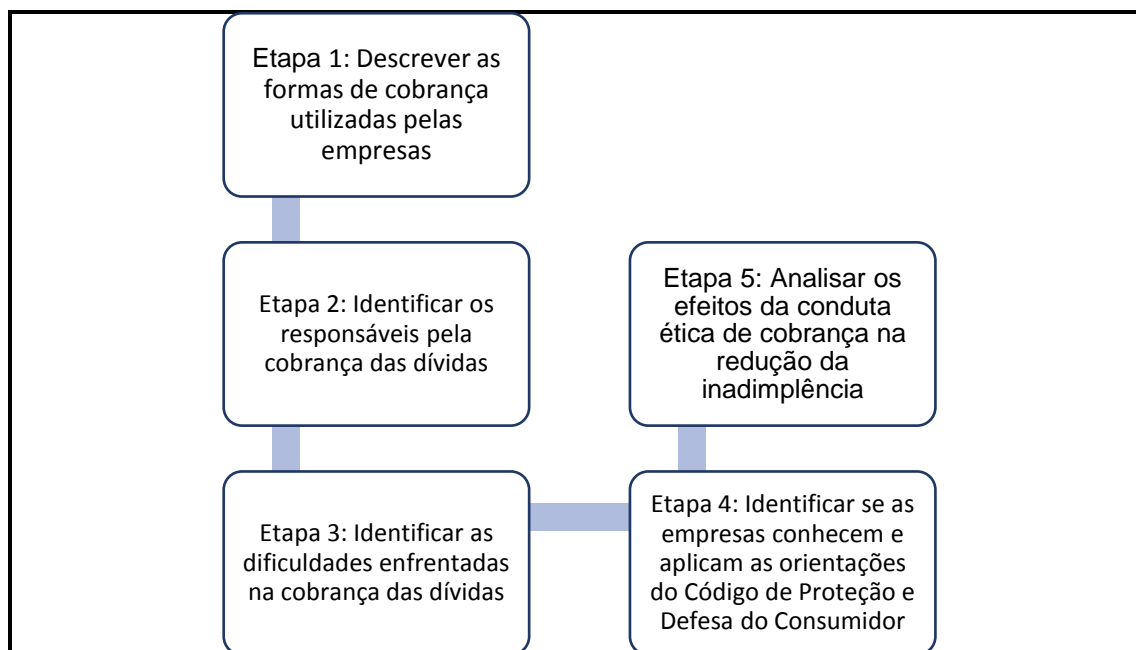 Etapa 1: Descrever as
formas de cobrança
utilizadas pelas
empresas
Etapa 2: Identificar os
responsáveis pela
cobrança das dívidas
Etapa 3: Identificar as
dificuldades enfrentadas
na cobrança das dívidas
Etapa 4: Identificar se as
empresas conhecem e
aplicam as orientações
do Código de Proteção e
Defesa do Consumidor
Etapa 5: Analisar os
efeitos da conduta
ética de cobrança na
redução da
inadimplência